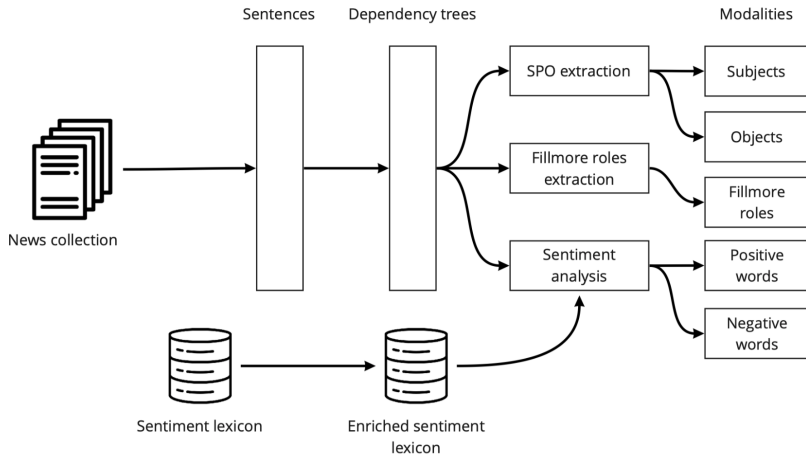 Sentences
Dependency trees
Modalities
SPO extraction
Subjects
Objects
Fillmore roles
extraction
Fillmore
roles
News collection
Sentiment
analysis
Positive
words
Negative
words
Sentiment lexicon
Enriched sentiment
lexicon